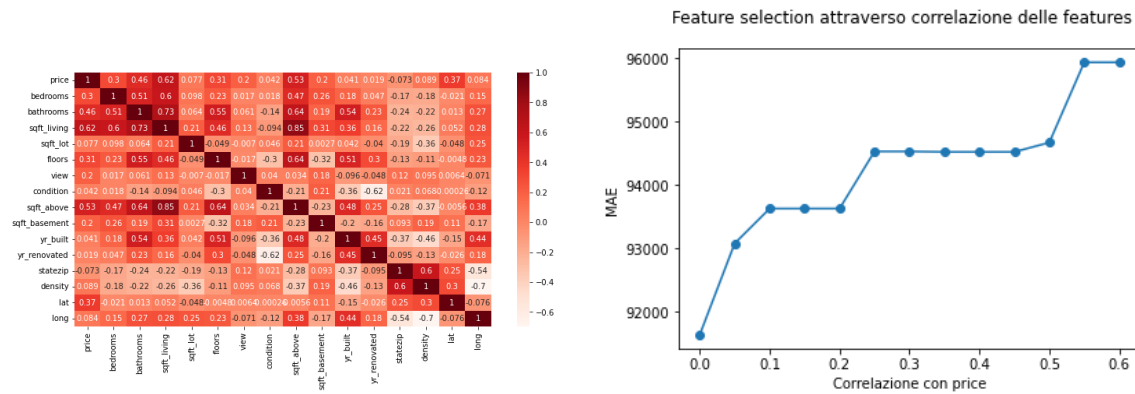 Feature selection attraverso correlazione delle features
price 1 0.3 0.46 0.62 0.077 0.31 0.2 0.042 0.53 0.2 0.041 0.019 -0.073 0.089 0.37 0.084
bedrooms 0.3 1 0.51 0.6 0.098 0.23 0.017 0.018 0.47 0.26 0.18 0.047 -0.17 -0.18 -0.021 0.15
bathrooms 0.46 0.51 1 0.73 0.064 0.55 0.061 -0.14 0.64 0.19 0.54 0.23 -0.24 -0.22 -0.013 0.27
sqft_living 0.62 0.6 0.73 1 0.21 0.46 0.13 -0.094 0.85 0.31 0.36 0.16 -0.22 -0.26 0.052 0.28
sqft_lot 0.077 0.098 0.064 0.21 1 -0.049 -0.007 0.046 0.21 0.0027 0.042 -0.04 -0.19 -0.36 -0.048 0.25
floors 0.31 0.23 0.55 0.46 -0.049 1 -0.017 -0.3 0.64 -0.32 0.51 0.3 -0.13 -0.11 -0.0048 0.23
view 0.2 0.017 0.061 0.13 -0.007 -0.017 1 0.04 0.034 0.18 -0.096 -0.048 0.12 0.095 0.0064 -0.071
condition 0.042 0.018 -0.14 -0.094 0.046 -0.3 0.04 1 -0.21 0.21 -0.36 -0.62 0.021 0.068 0.00026 -0.12
sqft_above 0.53 0.47 0.64 0.85 0.21 0.64 0.034 -0.21 1 -0.23 0.48 0.25 -0.28 -0.37 -0.0056 0.38
sqft_basement 0.2 0.26 0.19 0.31 0.0027 -0.32 0.18 0.21 -0.23 1 -0.2 -0.16 0.093 0.19 0.11 -0.17
yr_built 0.041 0.18 0.54 0.36 0.042 0.51 -0.096 -0.36 0.48 -0.2 1 0.45 -0.37 -0.46 -0.15 0.44
yr_renovated 0.019 0.047 0.23 0.16 -0.04 0.3 -0.048 -0.62 0.25 -0.16 0.45 1 -0.095 -0.13 -0.026 0.18
statezip -0.073 -0.17 -0.24 -0.22 -0.19 -0.13 0.12 0.021 -0.28 0.093 -0.37 -0.095 1 0.6 0.25 -0.54
density 0.089 -0.18 -0.22 -0.26 -0.36 -0.11 0.095 0.068 -0.37 0.19 -0.46 -0.13 0.6 1 0.3 -0.7
lat 0.37 -0.021 -0.013 0.052 -0.048 -0.0048 0.0064 0.00026 -0.0056 0.11 -0.15 -0.026 0.25 0.3 1 -0.076
long 0.084 0.15 0.27 0.28 0.25 0.23 -0.071 -0.12 0.38 -0.17 0.44 0.18 -0.54 -0.7 -0.076 1
price bedrooms bathrooms sqft_living sqft_lot floors view condition sqft_above sqft_basement yr_built yr_renovated statezip density lat long
1.0
0.8
0.6
0.4
0.2
0.0
−0.2
−0.4
−0.6
96000
95000
94000
93000
92000
MAE
0.0 0.1 0.2 0.3 0.4 0.5 0.6
Correlazione con price